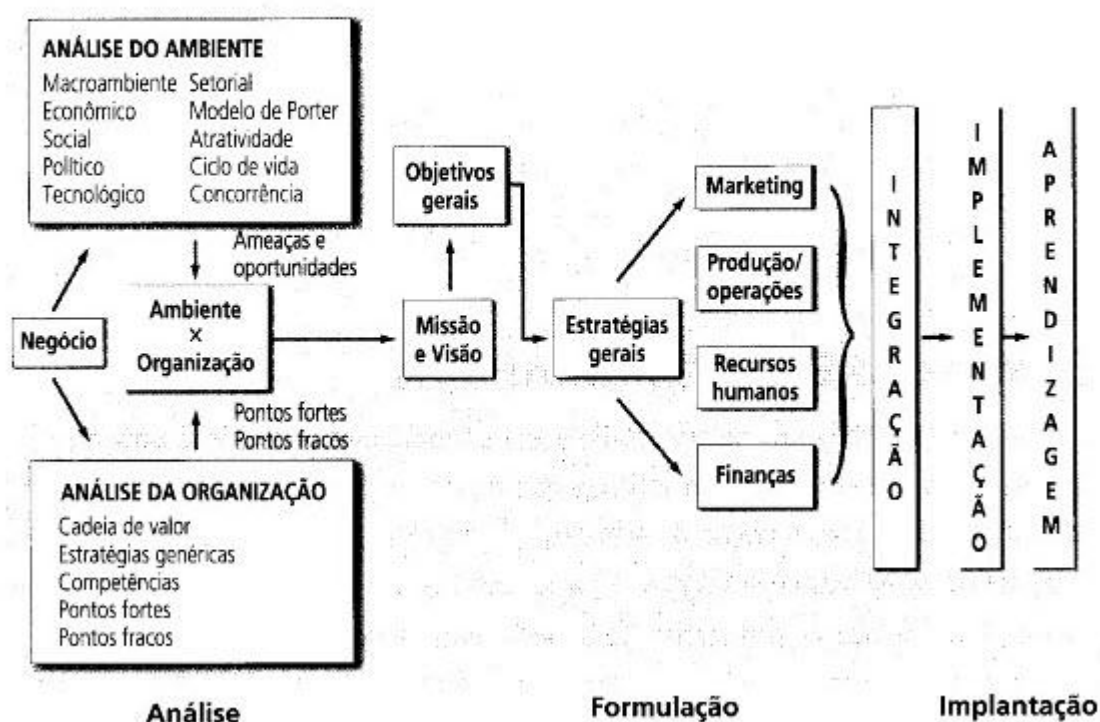 ANÁLISE DO AMBIENTE
Macroambiente Setorial
Econômico Modelo de Porter
Social Atratividade
Político Ciclo de vida
Tecnológico Concorrência
Ameaças e
oportunidades
Negócio
Ambiente
×
Organização
Pontos fortes
Pontos fracos
ANÁLISE DA ORGANIZAÇÃO
Cadeia de valor
Estratégias genéricas
Competências
Pontos fortes
Pontos fracos
Objetivos
gerais
Missão
e Visão
Estratégias
gerais
Marketing
Produção/
operações
Recursos
humanos
Finanças
INTEGRAÇÃO
IMPLEMENTAÇÃO
APRENDIZAGEM
Análise
Formulação
Implantação